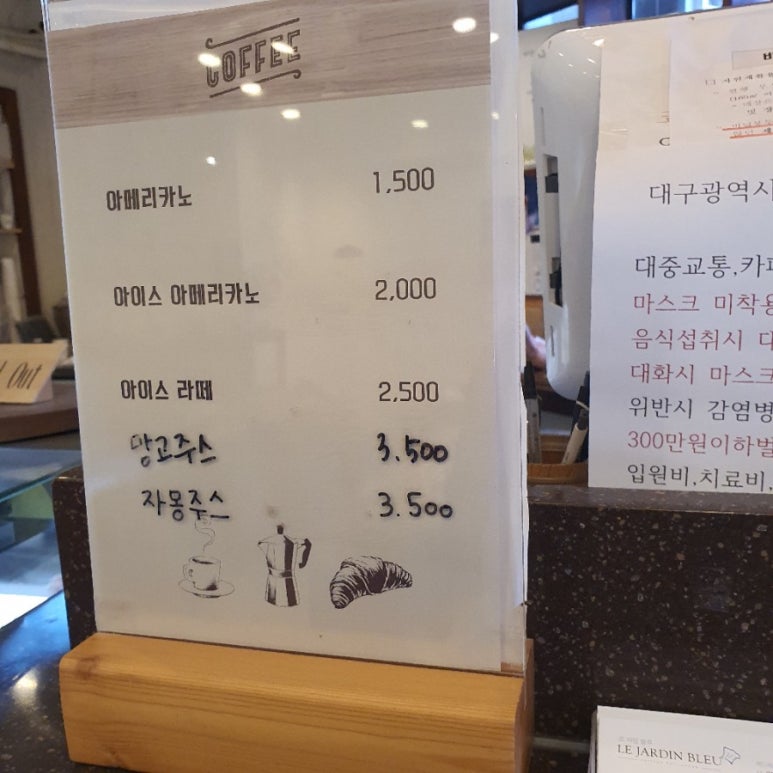 COFFEE
아메리카노 1,500
아이스 아메리카노 2,000
아이스 라떼 2,500
망고주스 3.500
자몽주스 3.500
Out
대구광역시
대중교통.카페
마스크 미착용
음식섭취시
대화시 마스크
위반시 감염병
300만원이하벌
입원비.치료비.
LE JARDIN BLEU